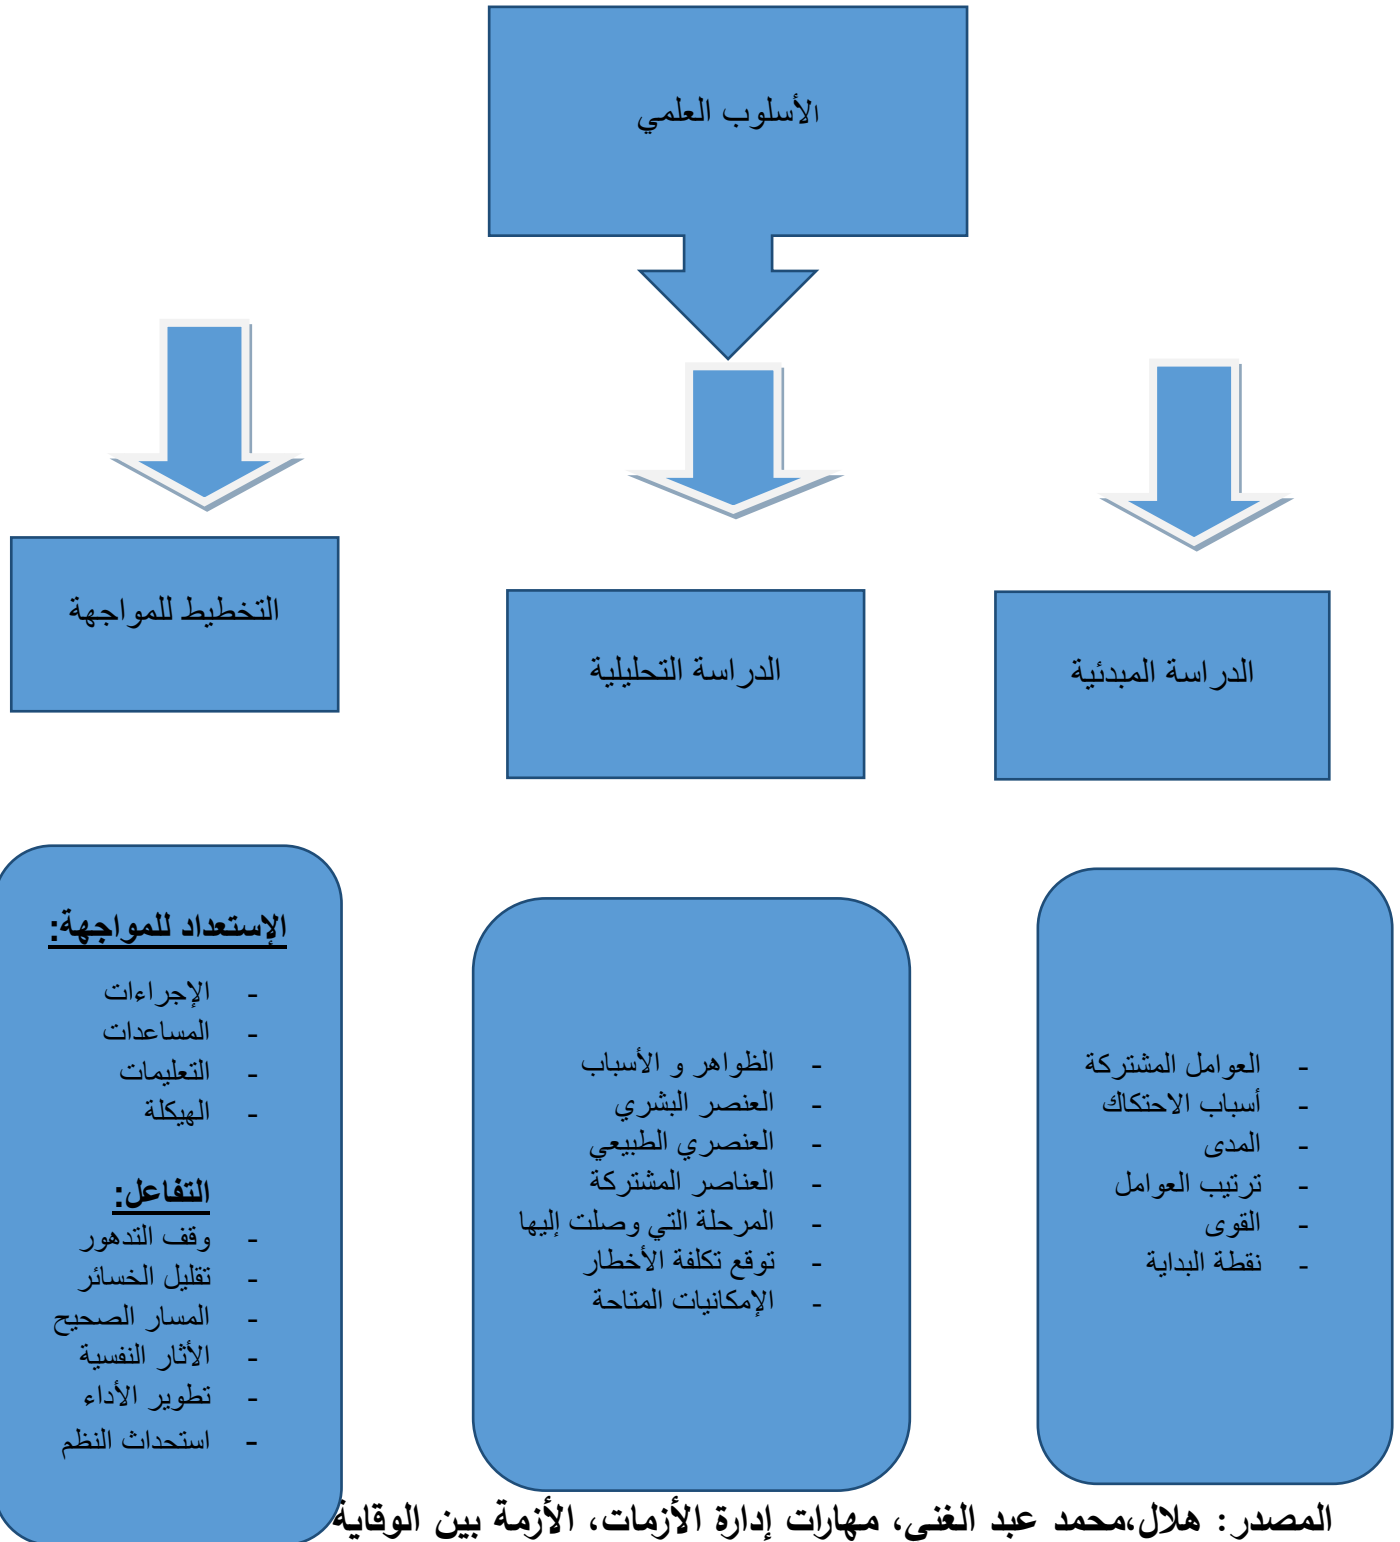 الأسلوب العلمي
الدراسة المبدئية
الدراسة التحليلية
التخطيط للمواجهة
- العوامل المشتركة
- أسباب الاحتكاك
- المدى
- ترتيب العوامل
- القوى
- نقطة البداية
- الظواهر و الأسباب
- العنصر البشري
- العنصري الطبيعي
- العناصر المشتركة
- المرحلة التي وصلت إليها
- توقع تكلفة الأخطار
- الإمكانيات المتاحة
الإستعداد للمواجهة:
- الإجراءات
- المساعدات
- التعليمات
- الهيكلة
التفاعل:
- وقف التدهور
- تقليل الخسائر
- المسار الصحيح
- الأثار النفسية
- تطوير الأداء
- استحداث النظم
المصدر: هلال،محمد عبد الغنى، مهارات إدارة الأزمات، الأزمة بين الوقاية